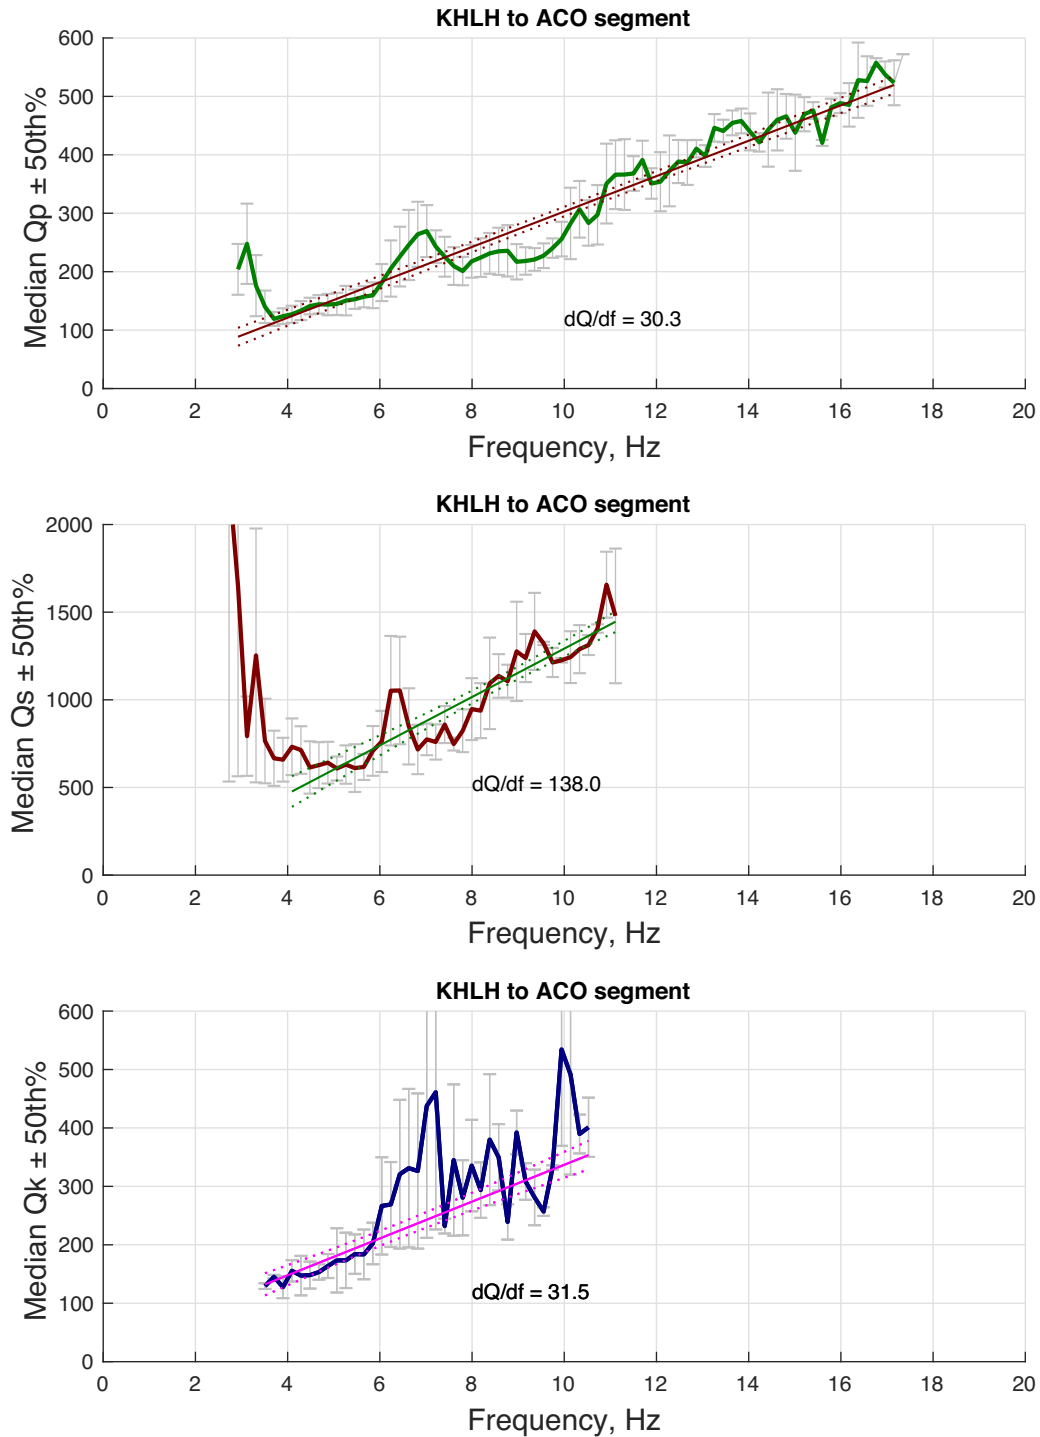 KHLH to ACO segment
Median Qp ± 50th%
600
500
400
300
200
100
0
dQ/df = 30.3
0 2 4 6 8 10 12 14 16 18 20
Frequency, Hz
KHLH to ACO segment
Median Qs ± 50th%
2000
1500
1000
500
0
dQ/df = 138.0
0 2 4 6 8 10 12 14 16 18 20
Frequency, Hz
KHLH to ACO segment
Median Qk ± 50th%
600
500
400
300
200
100
0
dQ/df = 31.5
0 2 4 6 8 10 12 14 16 18 20
Frequency, Hz